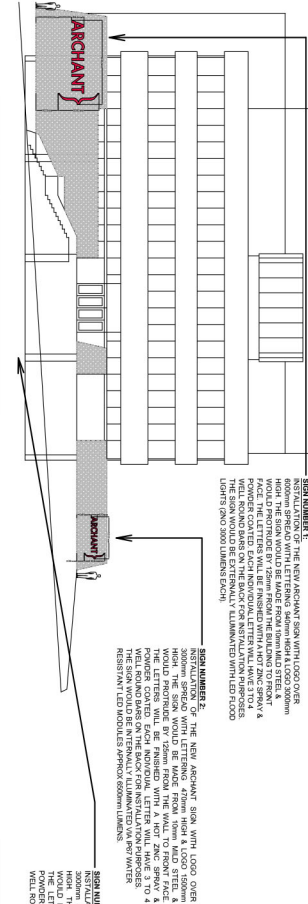 ARCHANT}
SIGN NUMBER 1:
INSTALLATION OF THE NEW ARCHANT SIGN WITH LOGO OVER
6000mm SPREAD WITH LETTERING 940mm HIGH & LOGO 3000mm
HIGH. THE SIGN WOULD BE MADE FROM 10mm MILD STEEL &
WOULD PROTRUDE BY 125mm FROM THE BUILDING TO FRONT
FACE. THE LETTERS WILL BE FINISHED WITH A HOT ZINC SPRAY &
POWDER COATED. EACH INDIVIDUAL LETTER WILL HAVE 3 TO 4
WELL ROUND BARS ON THE BACK FOR INSTALLATION PURPOSES.
THE SIGN WOULD BE EXTERNALLY ILLUMINATED WITH LED FLOOD
LIGHTS (2NO 3000 LUMENS EACH).
ARCHANT}
SIGN NUMBER 2:
INSTALLATION OF THE NEW ARCHANT SIGN WITH LOGO OVER
3000mm SPREAD WITH LETTERING 470mm HIGH & LOGO 1500mm
HIGH. THE SIGN WOULD BE MADE FROM 10mm MILD STEEL &
WOULD PROTRUDE BY 125mm FROM THE WALL TO FRONT FACE.
THE LETTERS WILL BE FINISHED WITH A HOT ZINC SPRAY &
POWDER COATED. EACH INDIVIDUAL LETTER WILL HAVE 3 TO 4
WELL ROUND BARS ON THE BACK FOR INSTALLATION PURPOSES.
THE SIGN WOULD BE INTERNALLY ILLUMINATED VIA IP67 WATER
RESISTANT LED MODULES APPROX 6500mm LUMENS.
SIGN NU
INSTALL
3000mm
HIGH. TH
WOULD
THE LET
POWDER
WELL RO